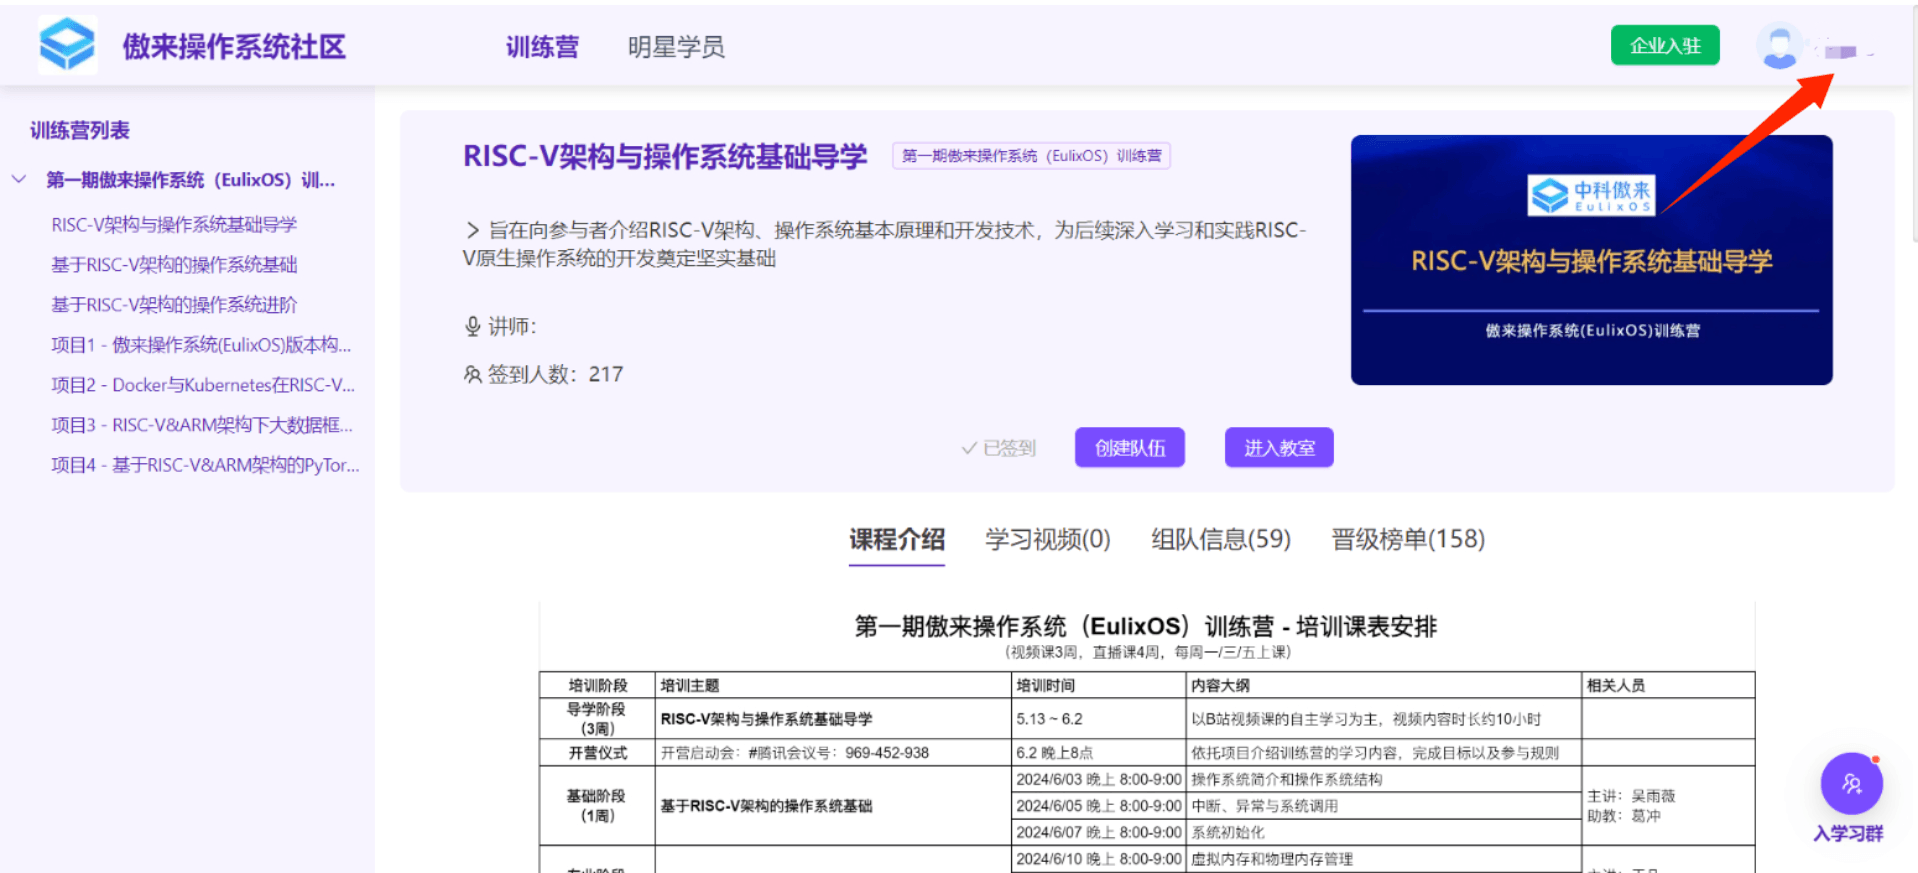 傲来操作系统社区
训练营
明星学员
企业入驻
训练营列表
第一期傲来操作系统（EulixOS）训...
RISC-V架构与操作系统基础导学
基于RISC-V架构的操作系统基础
基于RISC-V架构的操作系统进阶
项目1 - 傲来操作系统(EulixOS)版本构...
项目2 - Docker与Kubernetes在RISC-V...
项目3 - RISC-V&ARM架构下大数据框...
项目4 - 基于RISC-V&ARM架构的PyTor...
RISC-V架构与操作系统基础导学
第一期傲来操作系统（EulixOS）训练营
旨在向参与者介绍RISC-V架构、操作系统基本原理和开发技术，为后续深入学习和实践RISC-
V原生操作系统的开发奠定坚实基础
讲师：
签到人数：217
已签到
创建队伍
进入教室
中科傲来
EulixOS
RISC-V架构与操作系统基础导学
傲来操作系统(EulixOS)训练营
课程介绍
学习视频(0)
组队信息(59)
晋级榜单(158)
第一期傲来操作系统（EulixOS）训练营 - 培训课表安排
（视频课3周，直播课4周，每周一/三/五上课）
培训阶段 培训主题 培训时间 内容大纲 相关人员
导学阶段
（3周）
RISC-V架构与操作系统基础导学
5.13 ~ 6.2
以B站视频课的自主学习为主，视频内容时长约10小时
开营仪式
开营启动会：#腾讯会议号：969-452-938
6.2 晚上8点
依托项目介绍训练营的学习内容，完成目标以及参与规则
基础阶段
（1周）
基于RISC-V架构的操作系统基础
2024/6/03 晚上 8:00-9:00 操作系统简介和操作系统结构
2024/6/05 晚上 8:00-9:00 中断、异常与系统调用
2024/6/07 晚上 8:00-9:00 系统初始化
主讲：吴雨薇
助教：葛冲
2024/6/10 晚上 8:00-9:00 虚拟内存和物理内存管理
入学习群